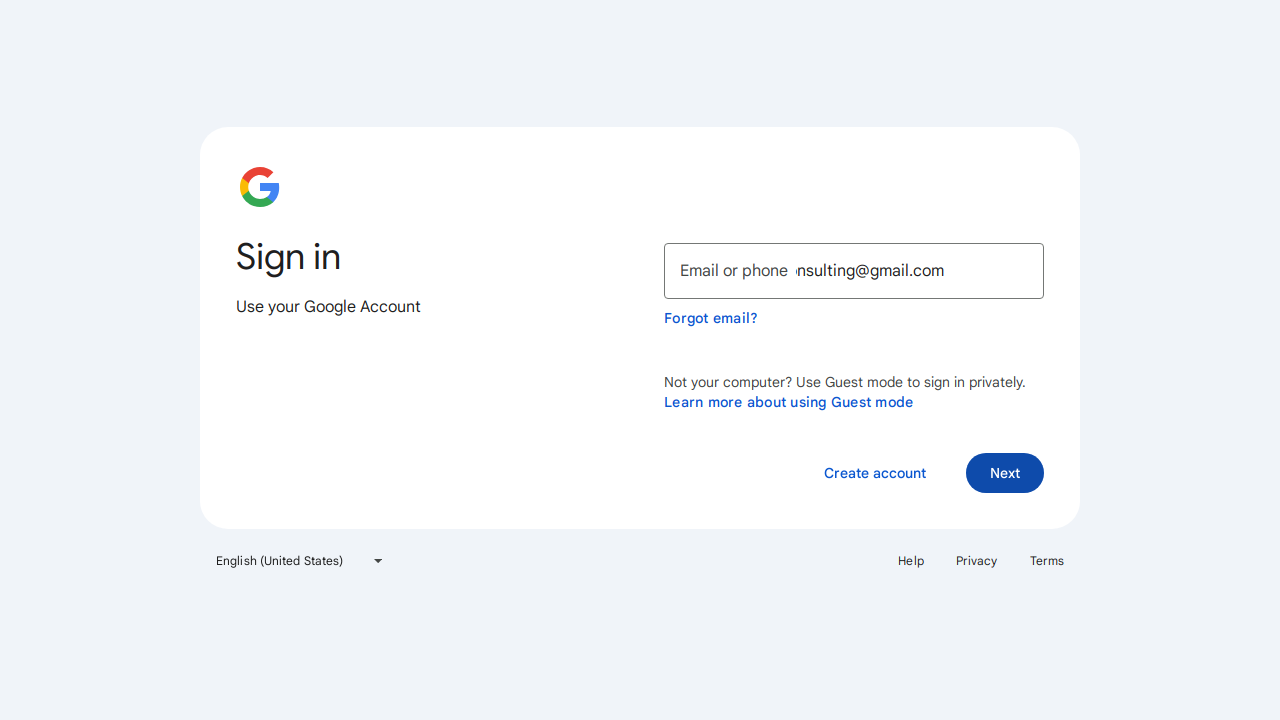 Sign in
Use your Google Account
Email or phone nsulting@gmail.com
Forgot email?
Not your computer? Use Guest mode to sign in privately.
Learn more about using Guest mode
Create account
Next
English (United States)
Help
Privacy
Terms